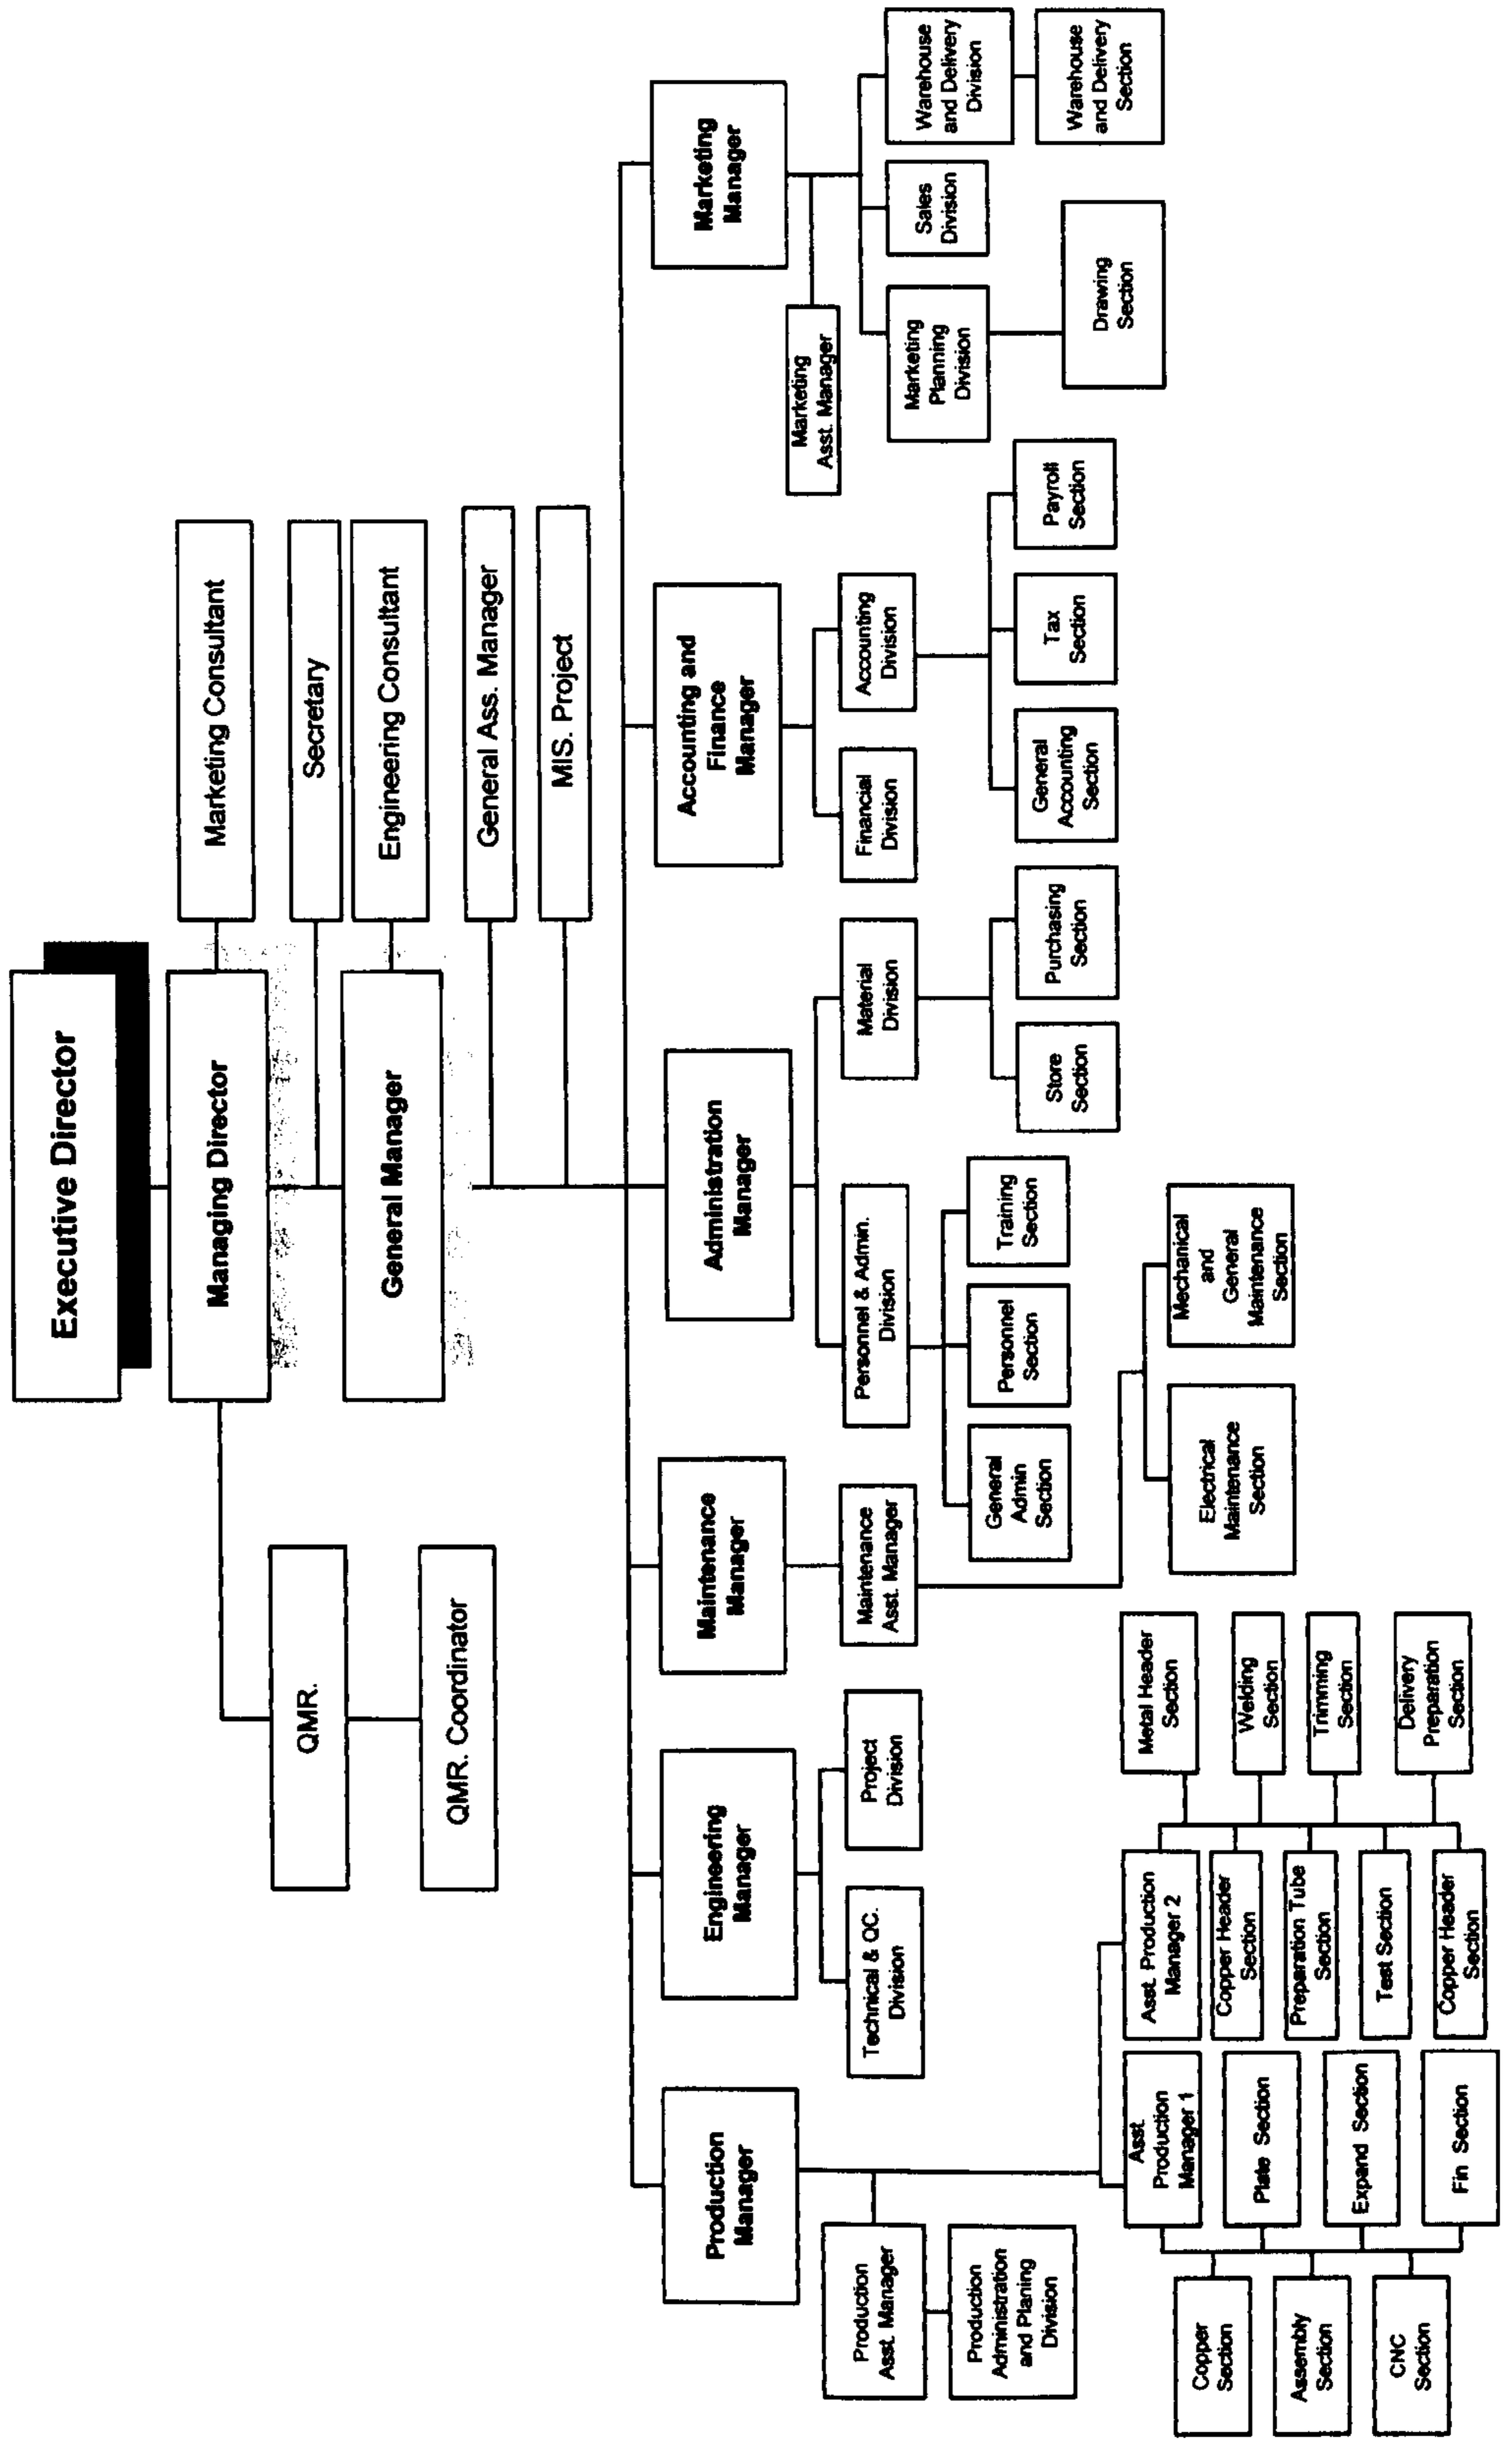 Executive Director
Managing Director
Marketing Consultant
Secretary
QMR.
General Manager
Engineering Consultant
QMR. Coordinator
General Ass. Manager
MIS. Project
Production
Manager
Engineering
Manager
Maintenance
Manager
Administration
Manager
Accounting and
Finance
Manager
Marketing
Manager
Marketing
Asst. Manager
Production
Asst. Manager
Production
Administration
and Planing
Division
Technical & QC.
Division
Project
Division
Maintenance
Asst. Manager
Personnel & Admin.
Division
Material
Division
Financial
Division
Accounting
Division
Marketing
Planning
Division
Sales
Division
Warehouse
and Delivery
Division
General
Admin
Section
Personnel
Section
Training
Section
Store
Section
Purchasing
Section
General
Accounting
Section
Tax
Section
Payroll
Section
Drawing
Section
Warehouse
and Delivery
Section
Electrical
Maintenance
Section
Mechanical
and
General
Maintenance
Section
Asst.
Production
Manager 1
Asst. Production
Manager 2
Metal Header
Section
Copper
Section
Plate Section
Copper Header
Section
Welding
Section
Assembly
Section
Expand Section
Preparation Tube
Section
Trimming
Section
CNC
Section
Test Section
Delivery
Preparation
Section
Fin Section
Copper Header
Section